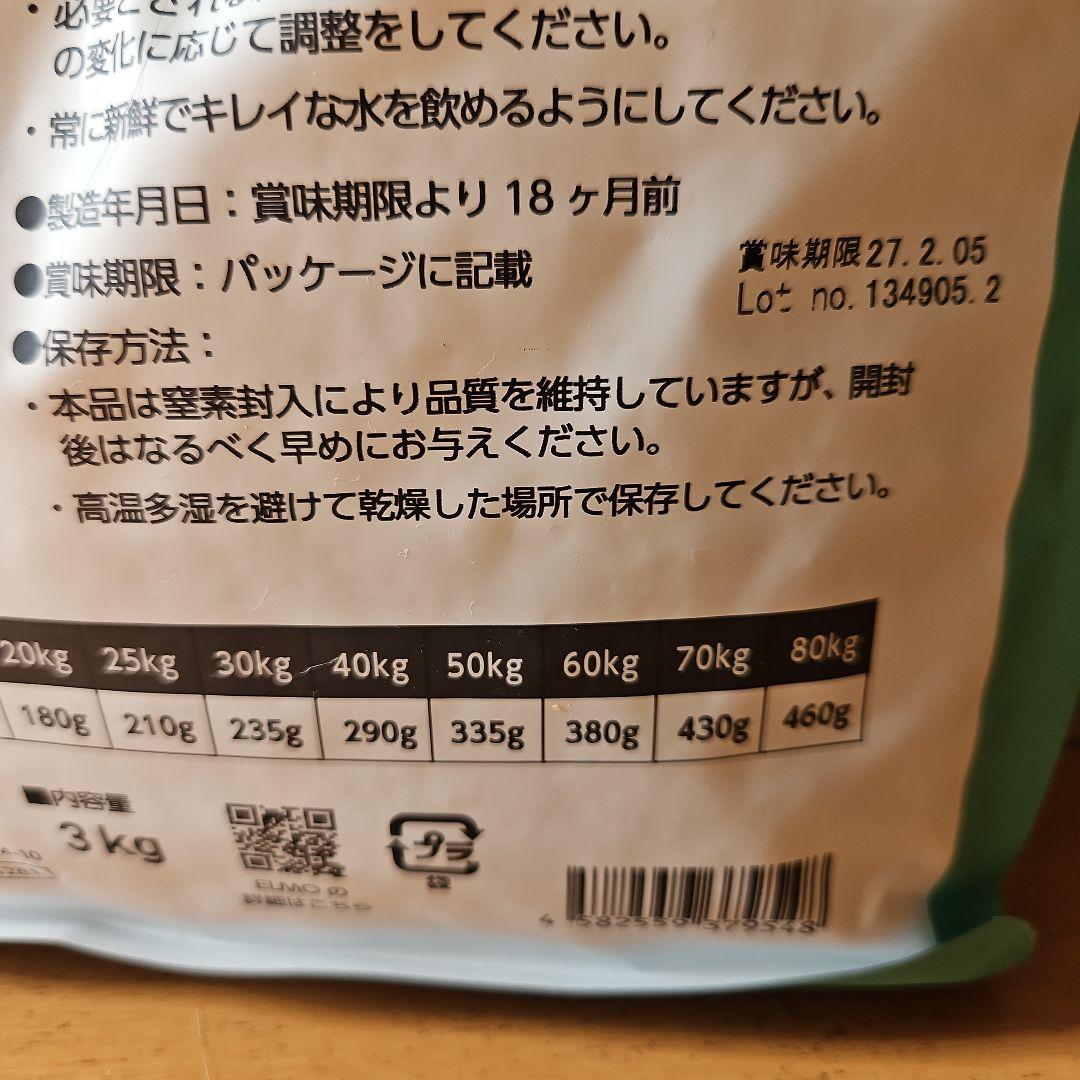 の変化に応じて調整をしてください。
・常に新鮮でキレイな水を飲めるようにしてください。
●製造年月日：賞味期限より 18 ヶ月前
●賞味期限：パッケージに記載
賞味期限27.2.05
Lot no.134905.2
●保存方法：
・本品は窒素封入により品質を維持していますが、開封
後はなるべく早めにお与えください。
・高温多湿を避けて乾燥した場所で保存してください。
20kg 25kg 30kg 40kg 50kg 60kg 70kg 80kg
180g 210g 235g 290g 335g 380g 430g 460g
■内容量
3kg
ELMO の
詳細はこちら
プラ
袋
4 582559 379548